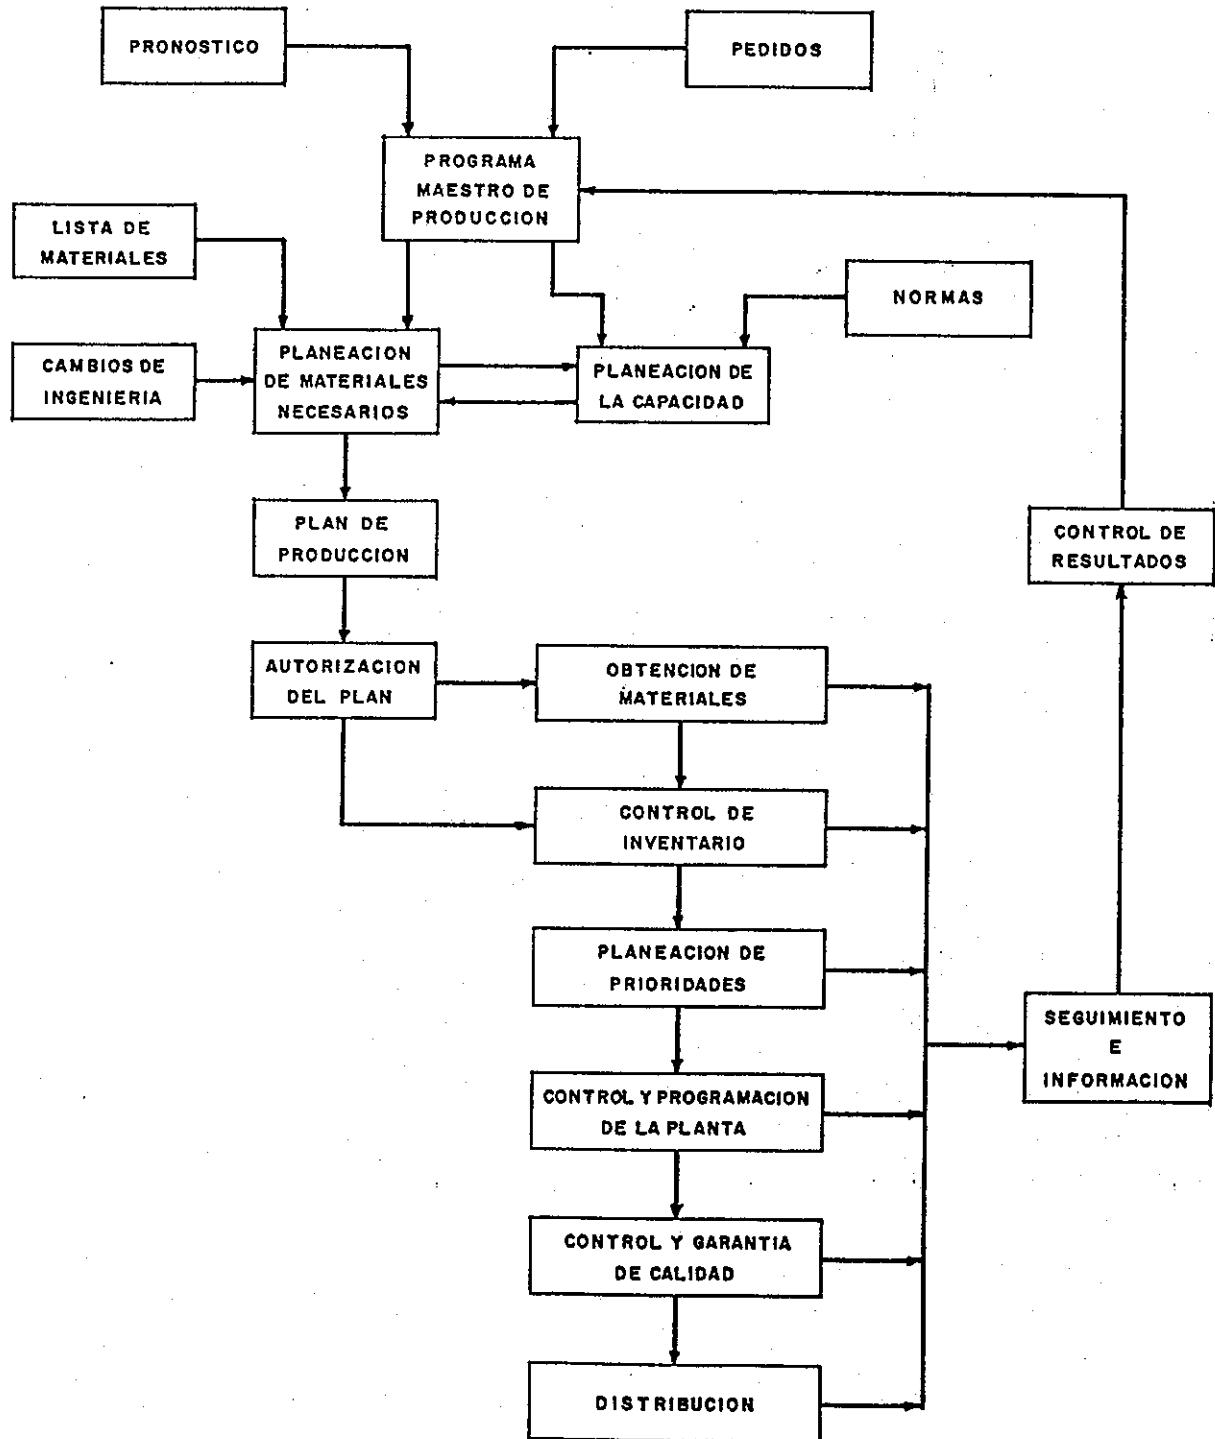 PRONOSTICO
PEDIDOS
PROGRAMA
MAESTRO DE
PRODUCCION
LISTA DE
MATERIALES
NORMAS
CAMBIOS DE
INGENIERIA
PLANEACION
DE MATERIALES
NECESARIOS
PLANEACION DE
LA CAPACIDAD
PLAN DE
PRODUCCION
CONTROL DE
RESULTADOS
AUTORIZACION
DEL PLAN
OBTENCION DE
MATERIALES
CONTROL DE
INVENTARIO
PLANEACION DE
PRIORIDADES
SEGUIMIENTO
E
INFORMACION
CONTROL Y PROGRAMACION
DE LA PLANTA
CONTROL Y GARANTIA
DE CALIDAD
DISTRIBUCION